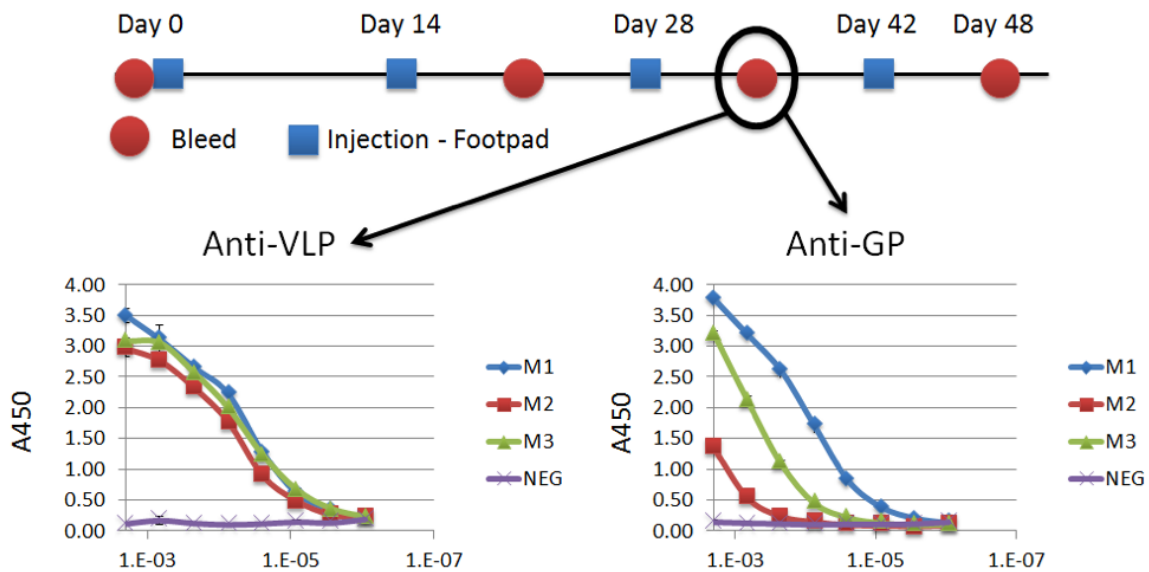 Day 0 Day 14 Day 28 Day 42 Day 48
Bleed Injection - Footpad
Anti-VLP Anti-GP
4.00
3.50
3.00
2.50
2.00
1.50
1.00
0.50
0.00
A450
1.E-03 1.E-05 1.E-07
M1
M2
M3
NEG
4.00
3.50
3.00
2.50
2.00
1.50
1.00
0.50
0.00
A450
1.E-03 1.E-05 1.E-07
M1
M2
M3
NEG